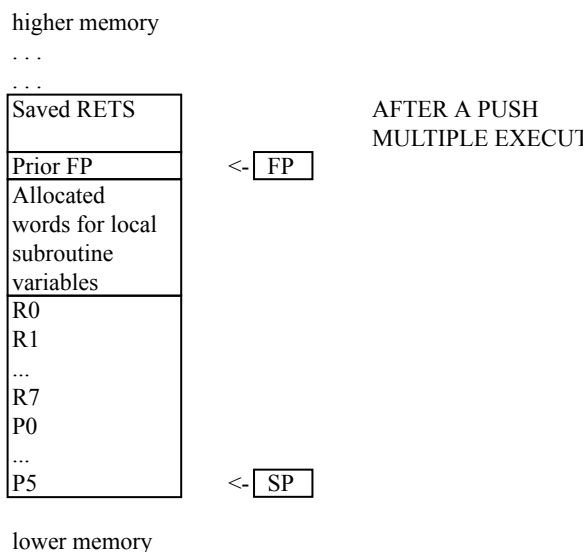 higher memory
. . .
. . .
Saved RETS
AFTER A PUSH
MULTIPLE EXECUT
Prior FP
<- FP
Allocated
words for local
subroutine
variables
R0
R1
...
R7
P0
...
P5
<- SP
lower memory